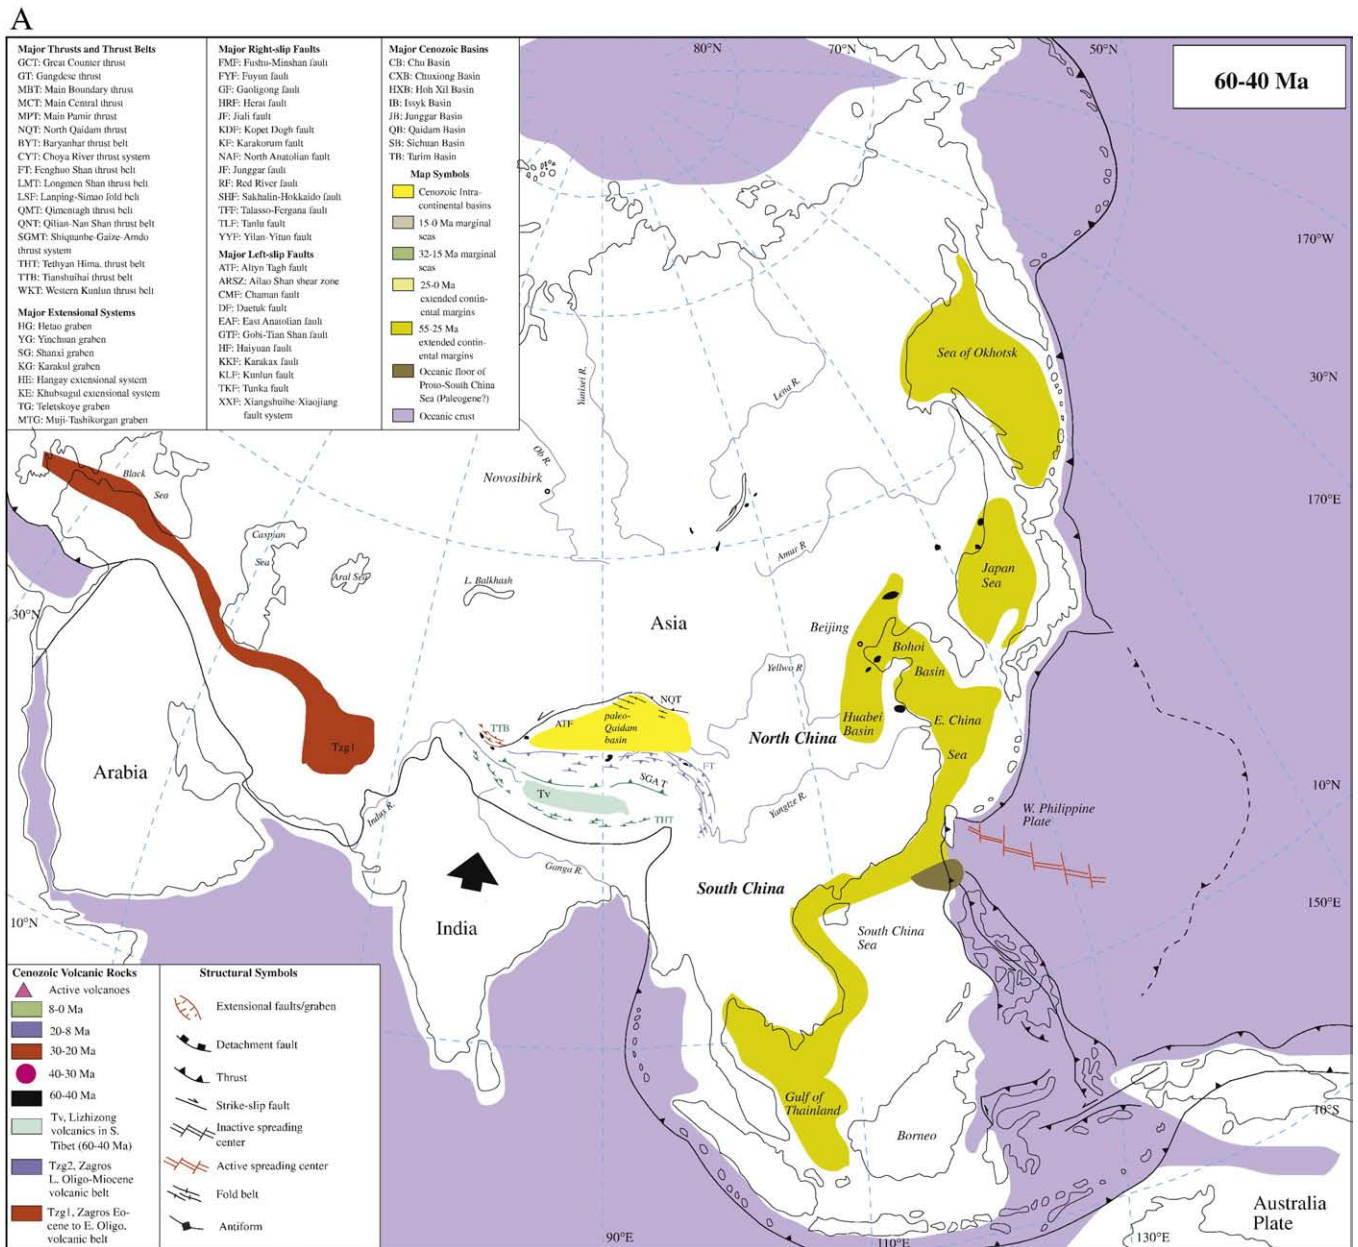 A
Major Thrusts and Thrust Belts
GCT: Great Counter thrust
GT: Gangdese thrust
MBT: Main Boundary thrust
MCT: Main Central thrust
MPT: Main Pamir thrust
NQT: North Qaidam thrust
BYT: Baryanhar thrust belt
CYT: Choya River thrust system
FT: Fenghuo Shan thrust belt
LMT: Longmen Shan thrust belt
LSF: Lanping-Simao fold belt
QMT: Qimentagh thrust belt
QNT: Qilian-Nan Shan thrust belt
SGMT: Shiquanhe-Gaize-Amdo
thrust system
THT: Tethyan Hima. thrust belt
TTB: Tianshuihai thrust belt
WKT: Western Kunlun thrust belt
Major Extensional Systems
HG: Hetao graben
YG: Yinchuan graben
SG: Shanxi graben
KG: Karakul graben
HE: Hangay extensional system
KE: Khubsugul extensional system
TG: Teletskoye graben
MTG: Muji-Tashikorgan graben
Major Right-slip Faults
FMF: Fushu-Minshan fault
FYF: Fuyun fault
GF: Gaoligong fault
HRF: Herat fault
JF: Jiali fault
KDF: Kopet Dogh fault
KF: Karakorum fault
NAF: North Anatolian fault
JF: Junggar fault
RF: Red River fault
SHF: Sakhalin-Hokkaido fault
TFF: Talasso-Fergana fault
TLF: Tanlu fault
YYF: Yilan-Yitun fault
Major Left-slip Faults
ATF: Altyn Tagh fault
ARSZ: Ailao Shan shear zone
CMF: Chaman fault
DF: Daetuk fault
EAF: East Anatolian fault
GTF: Gobi-Tian Shan fault
HF: Haiyuan fault
KKF: Karakax fault
KLF: Kunlun fault
TKF: Tunka fault
XXF: Xiangshuihe-Xiaojiang
fault system
Major Cenozoic Basins
CB: Chu Basin
CXB: Chuxiong Basin
HXB: Hoh Xil Basin
IB: Issyk Basin
JB: Junggar Basin
QB: Qaidam Basin
SB: Sichuan Basin
TB: Tarim Basin
Map Symbols
Cenozoic Intra-
continental basins
15-0 Ma marginal
seas
32-15 Ma marginal
seas
25-0 Ma
extended contin-
ental margins
55-25 Ma
extended contin-
ental margins
Oceanic floor of
Proto-South China
Sea (Paleogene?)
Oceanic crust
80°N
70°N
50°N
60-40 Ma
170°W
30°N
170°E
10°N
150°E
10°S
130°E
110°E
90°E
10°N
30°N
Sea of Okhotsk
Yunisei R.
Lena R.
Ob R.
Novosibirk
Black
Sea
Caspian
Sea
Aral Sea
L. Balkhash
Amur R.
Japan
Sea
Asia
Beijing
Bohoi
Basin
Yellwo R
Huabei
Basin
E. China
Sea
North China
NQT
ATF
paleo-
Qaidam
basin
TTB
FT
SGA T
Tv
THT
Tzg1
Arabia
Indus R.
Yangtze R.
W. Philippine
Plate
Ganga R.
South China
India
South China
Sea
Gulf of
Thainland
Borneo
Australia
Plate
Cenozoic Volcanic Rocks
Active volcanoes
8-0 Ma
20-8 Ma
30-20 Ma
40-30 Ma
60-40 Ma
Tv, Lizhizong
volcanics in S.
Tibet (60-40 Ma)
Tzg2, Zagros
L. Oligo-Miocene
volcanic belt
Tzg1, Zagros Eo-
cene to E. Oligo.
volcanic belt
Structural Symbols
Extensional faults/graben
Detachment fault
Thrust
Strike-slip fault
Inactive spreading
center
Active spreading center
Fold belt
Antiform